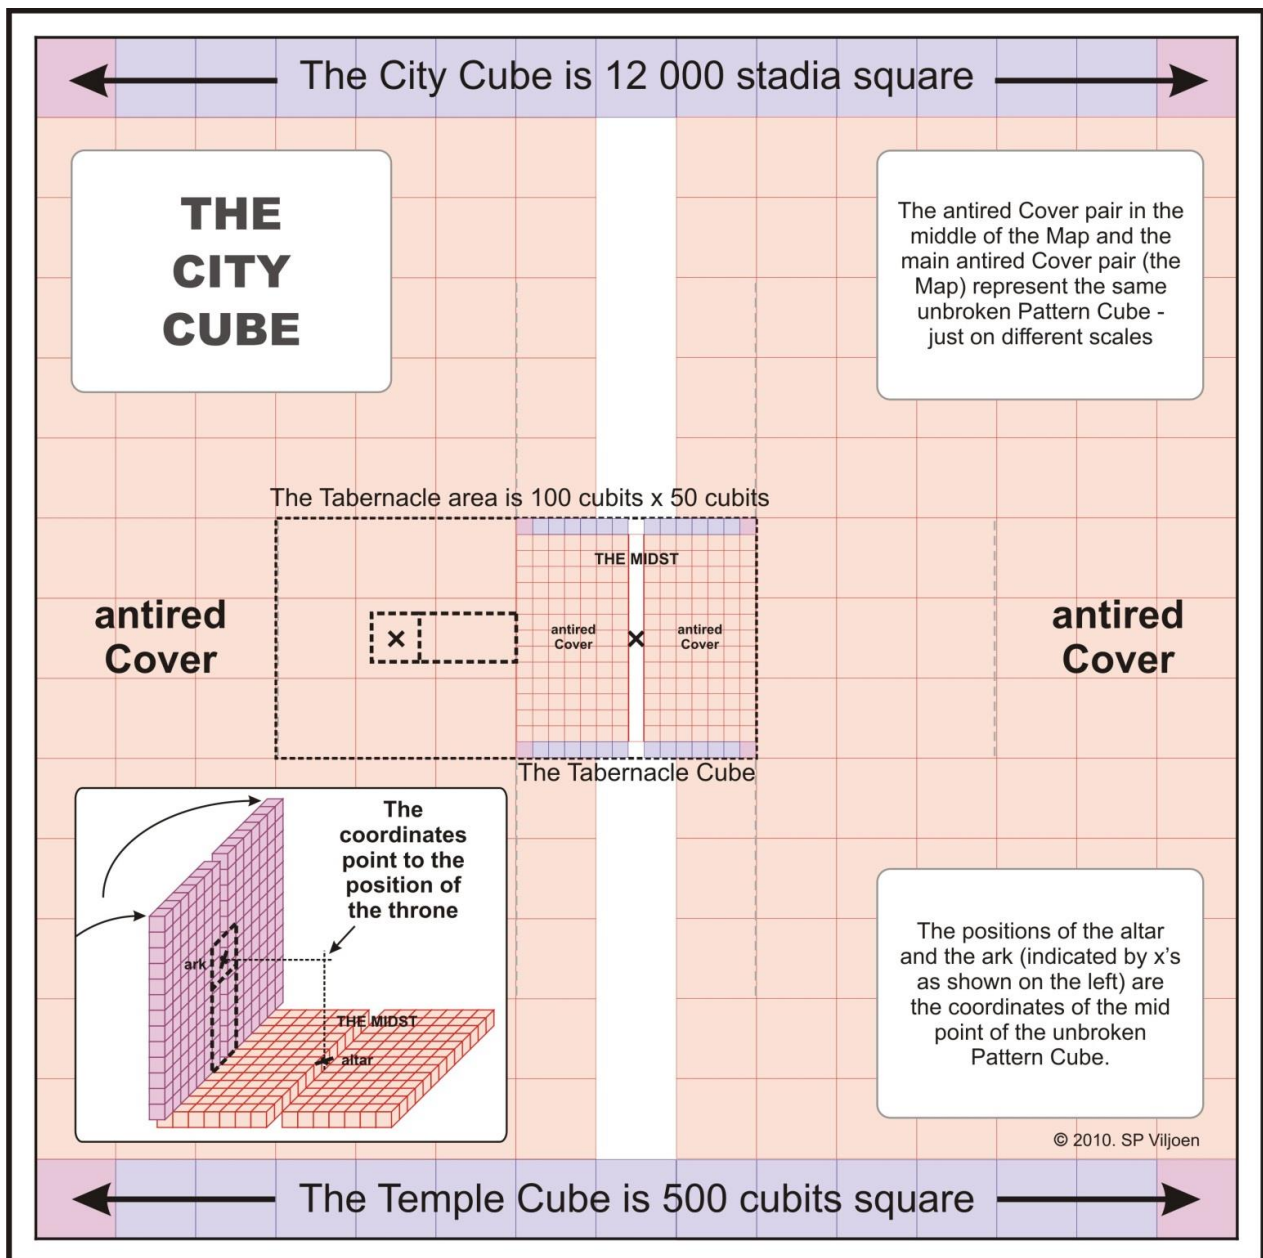 The City Cube is 12 000 stadia square
THE
CITY
CUBE
The antired Cover pair in the
middle of the Map and the
main antired Cover pair (the
Map) represent the same
unbroken Pattern Cube -
just on different scales
The Tabernacle area is 100 cubits x 50 cubits
THE MIDST
antired
Cover
antired
Cover
antired
Cover
antired
Cover
The Tabernacle Cube
The
coordinates
point to the
position of
the throne
ark
THE MIDST
altar
The positions of the altar
and the ark (indicated by x's
as shown on the left) are
the coordinates of the mid
point of the unbroken
Pattern Cube.
© 2010. SP Viljoen
The Temple Cube is 500 cubits square